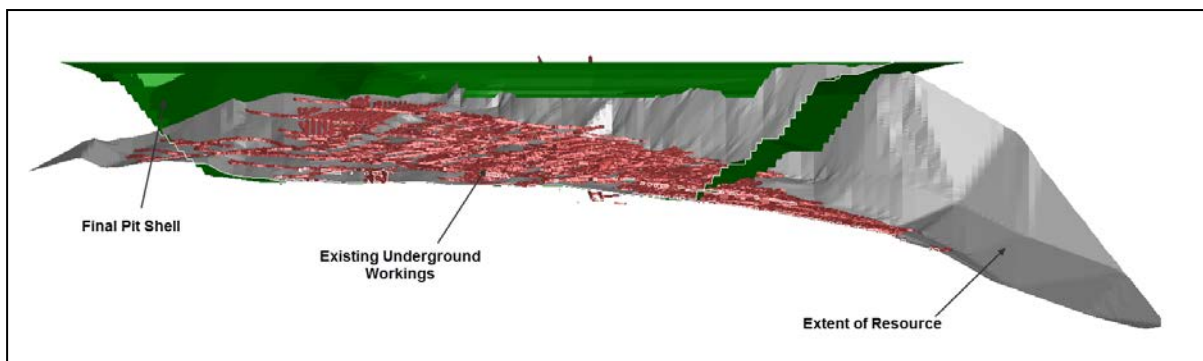 Final Pit Shell
Existing Underground
Workings
Extent of Resource